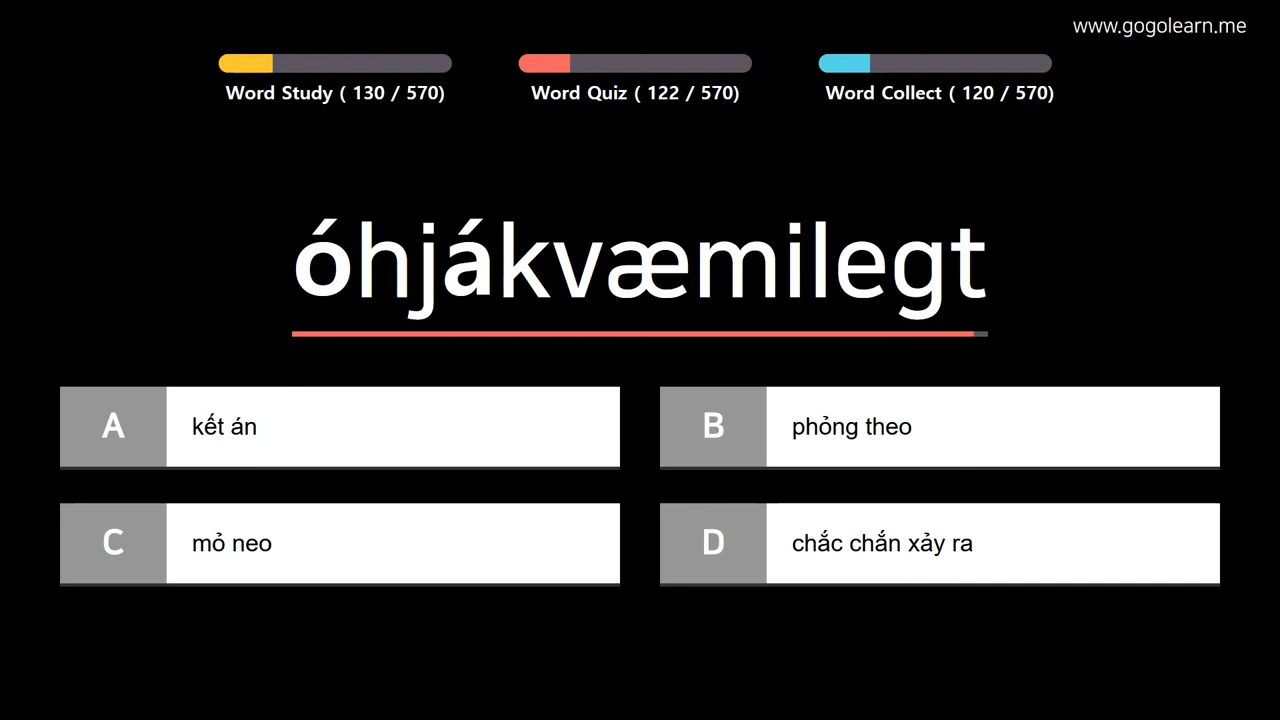 www.gogolearn.me
Word Study ( 130 / 570)
Word Quiz ( 122 / 570)
Word Collect ( 120 / 570)
óhjákvæmilegt
A kết án
B phỏng theo
C mỏ neo
D chắc chắn xảy ra